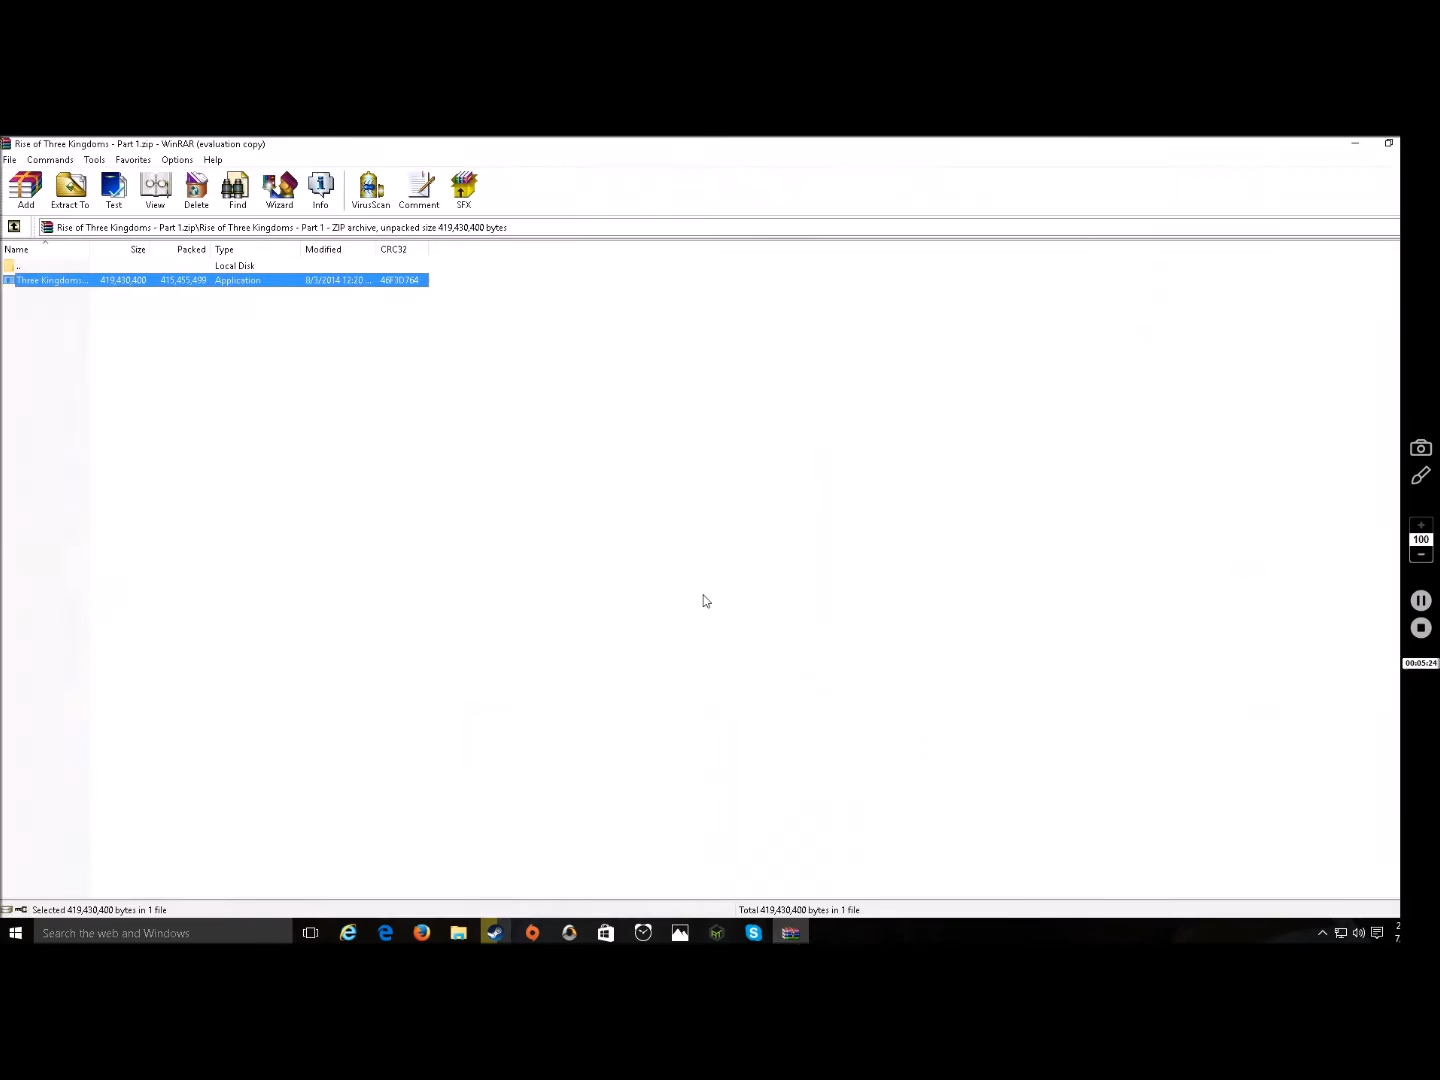 Rise of Three Kingdoms - Part 1.zip - WinRAR (evaluation copy)
File Commands Tools Favorites Options Help
Add Extract To Test View Delete Find Wizard Info VirusScan Comment SFX
Rise of Three Kingdoms - Part 1.zip\Rise of Three Kingdoms - Part 1 - ZIP archive, unpacked size 419,430,400 bytes
Name Size Packed Type Modified CRC32
.. Local Disk
Three Kingdoms... 419,430,400 415,455,499 Application 8/3/2014 12:20 ... 46F3D764
100
00:05:24
Selected 419,430,400 bytes in 1 file Total 419,430,400 bytes in 1 file
Search the web and Windows